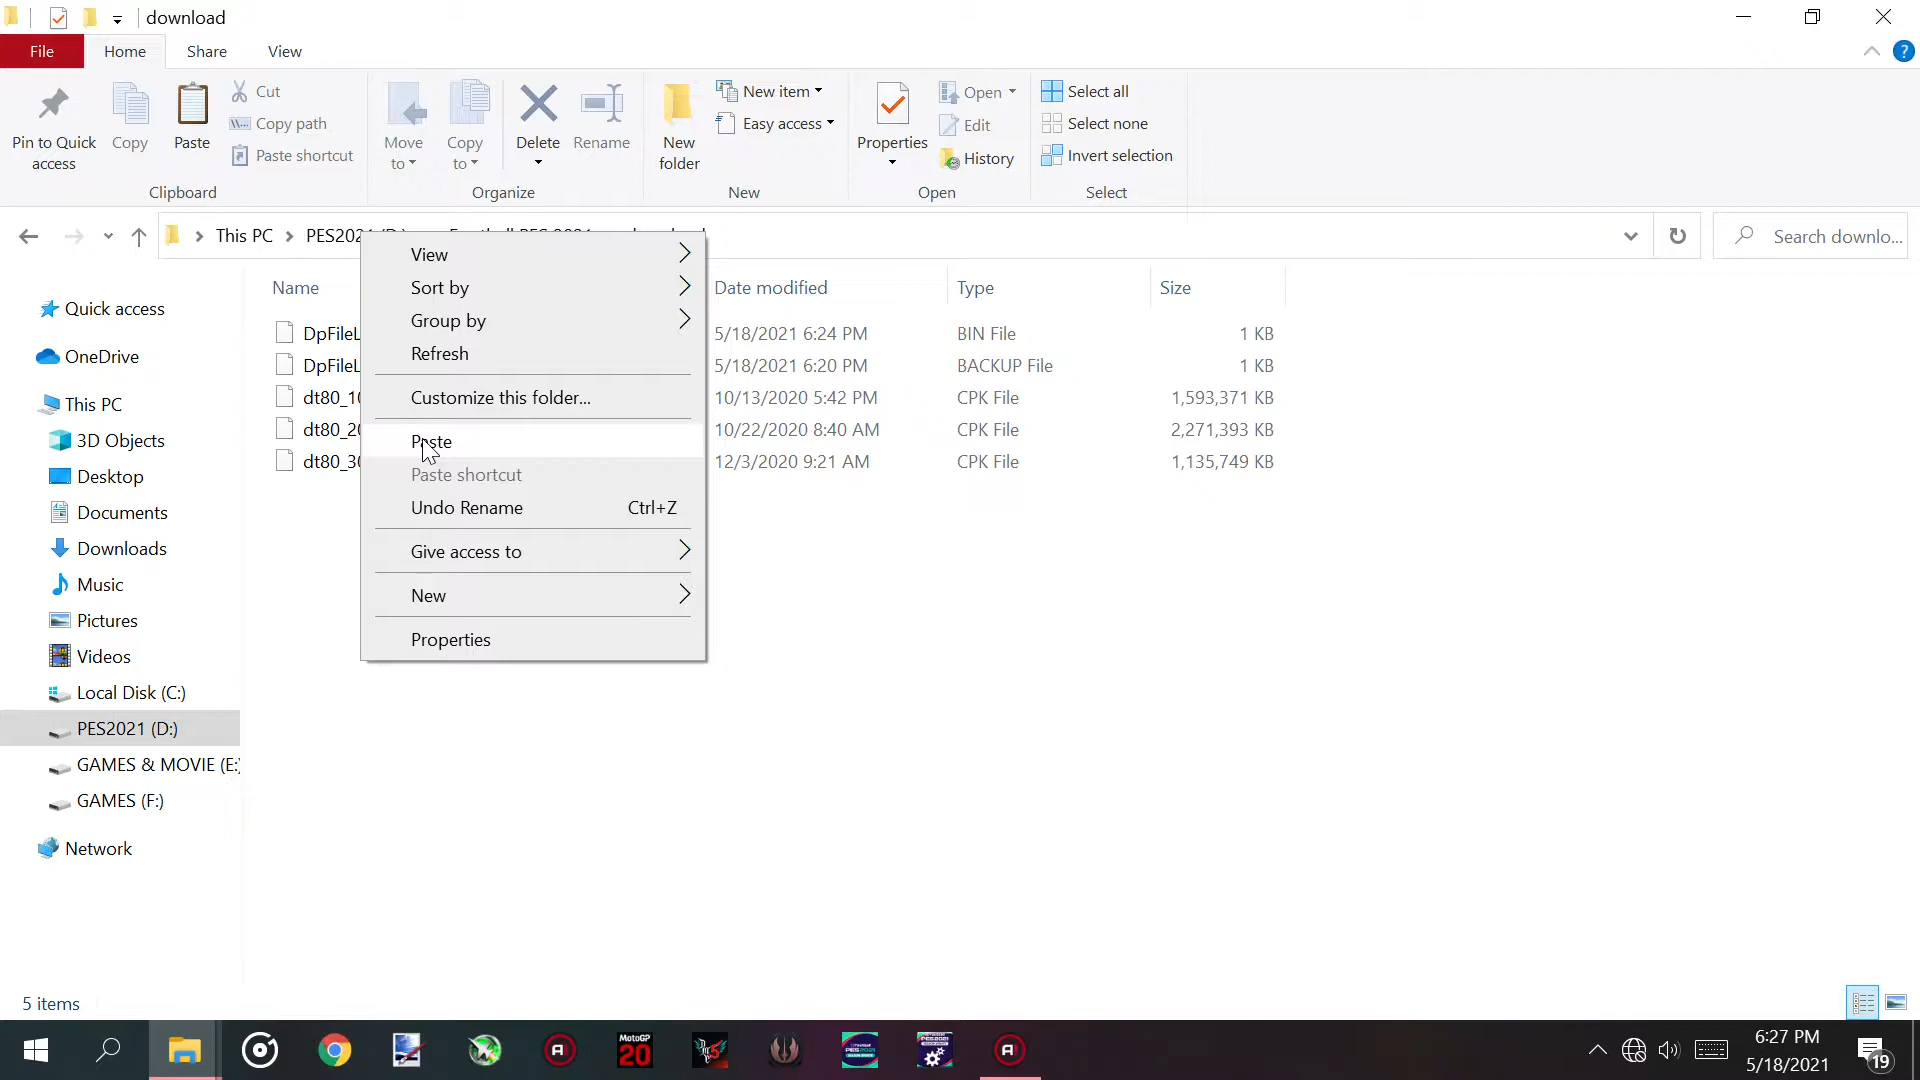 download
File Home Share View
Pin to Quick access
Copy
Paste
Cut
Copy path
Paste shortcut
Clipboard
Move to
Copy to
Delete
Rename
Organize
New folder
New item
Easy access
New
Properties
Open
Edit
History
Open
Select all
Select none
Invert selection
Select
This PC > PES202
Search downlo...
Name Date modified Type Size
DpFileL 5/18/2021 6:24 PM BIN File 1 KB
DpFileL 5/18/2021 6:20 PM BACKUP File 1 KB
dt80_10 10/13/2020 5:42 PM CPK File 1,593,371 KB
dt80_20 10/22/2020 8:40 AM CPK File 2,271,393 KB
dt80_30 12/3/2020 9:21 AM CPK File 1,135,749 KB
View
Sort by
Group by
Refresh
Customize this folder...
Paste
Paste shortcut
Undo Rename Ctrl+Z
Give access to
New
Properties
Quick access
OneDrive
This PC
3D Objects
Desktop
Documents
Downloads
Music
Pictures
Videos
Local Disk (C:)
PES2021 (D:)
GAMES & MOVIE (E:)
GAMES (F:)
Network
5 items
MotoGP 20
6:27 PM
5/18/2021
19